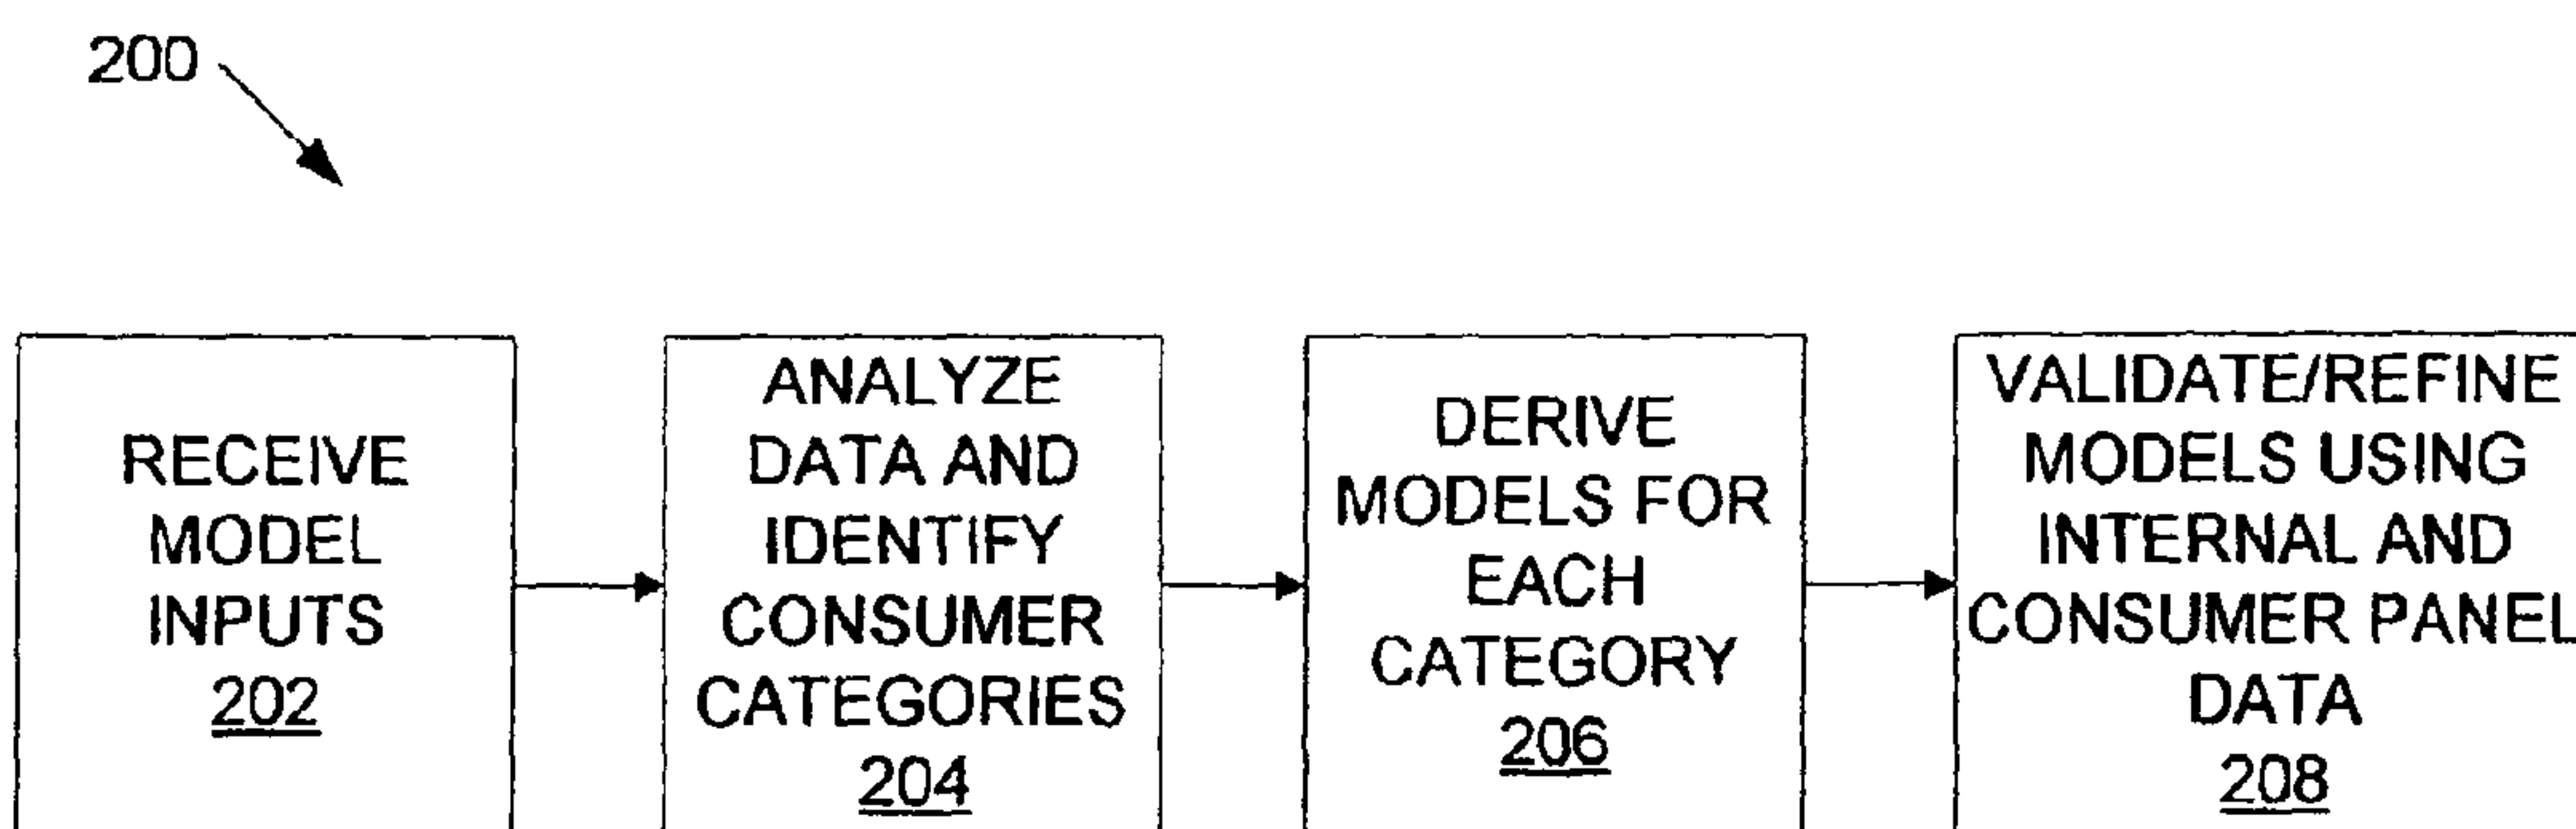 200
RECEIVE
MODEL
INPUTS
202
ANALYZE
DATA AND
IDENTIFY
CONSUMER
CATEGORIES
204
DERIVE
MODELS FOR
EACH
CATEGORY
206
VALIDATE/REFINE
MODELS USING
INTERNAL AND
CONSUMER PANEL
DATA
208